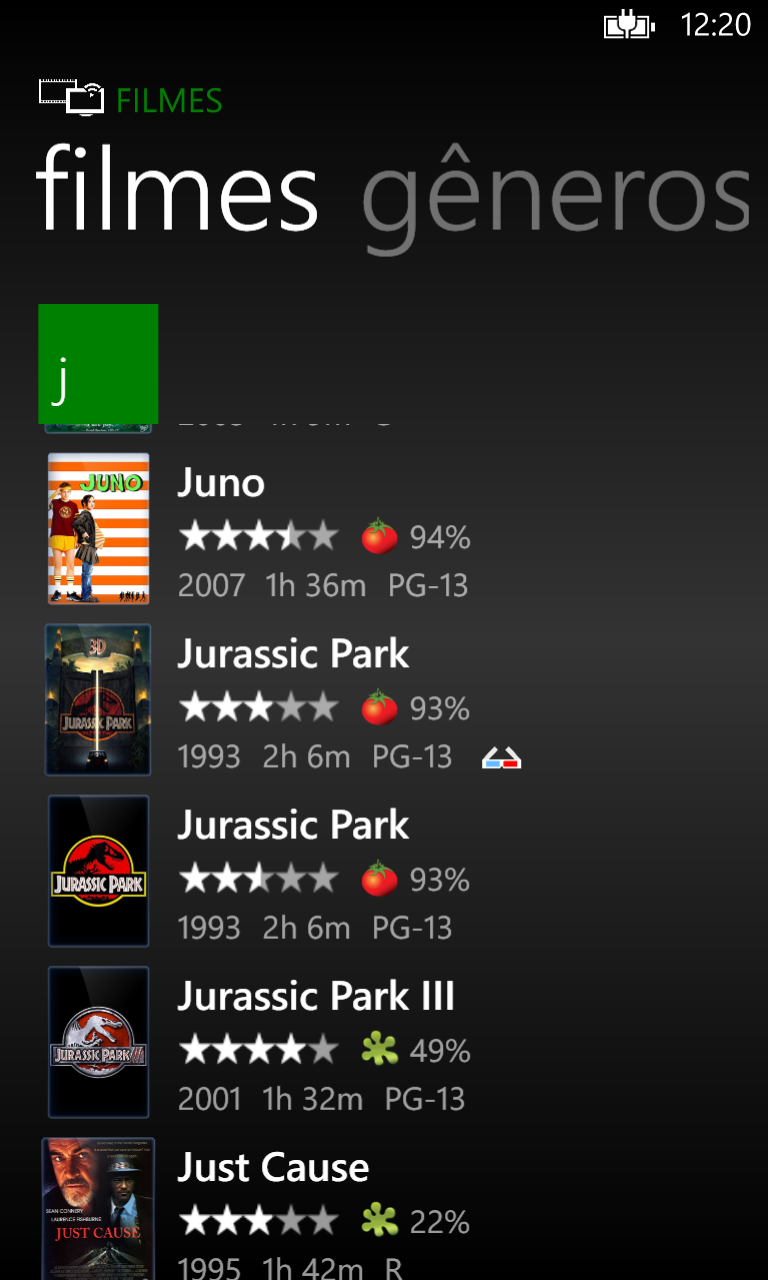 12:20
FILMES
filmes gêneros
j
JUNO
Juno
94%
2007 1h 36m PG-13
3D
JURASSIC PARK
Jurassic Park
93%
1993 2h 6m PG-13
JURASSIC PARK
Jurassic Park
93%
1993 2h 6m PG-13
JURASSIC PARK III
Jurassic Park III
49%
2001 1h 32m PG-13
SEAN CONNERY
LAURENCE FISHBURNE
JUST CAUSE
Just Cause
22%
1995 1h 42m R